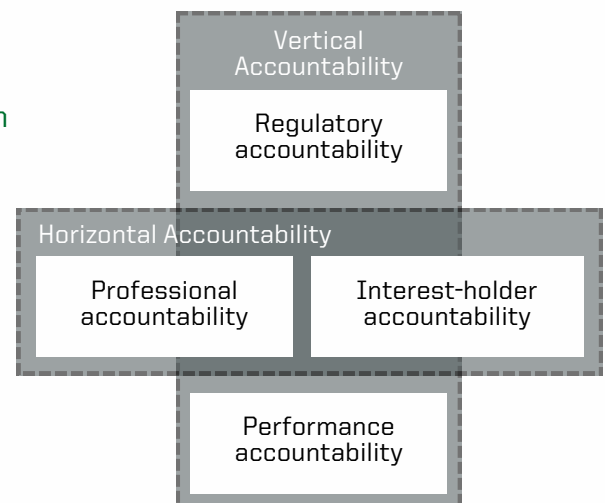 Vertical
Accountability
Regulatory
accountability
Horizontal Accountability
Professional
accountability
Interest-holder
accountability
Performance
accountability